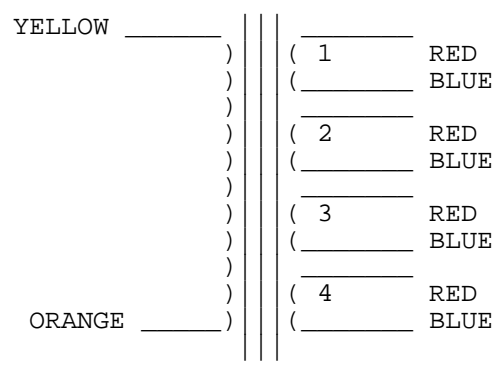 YELLOW
1 RED
BLUE
2 RED
BLUE
3 RED
BLUE
4 RED
ORANGE BLUE